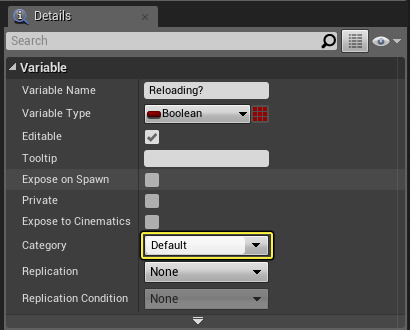 Details
Search
Variable
Variable Name Reloading?
Variable Type Boolean
Editable
Tooltip
Expose on Spawn
Private
Expose to Cinematics
Category Default
Replication None
Replication Condition None